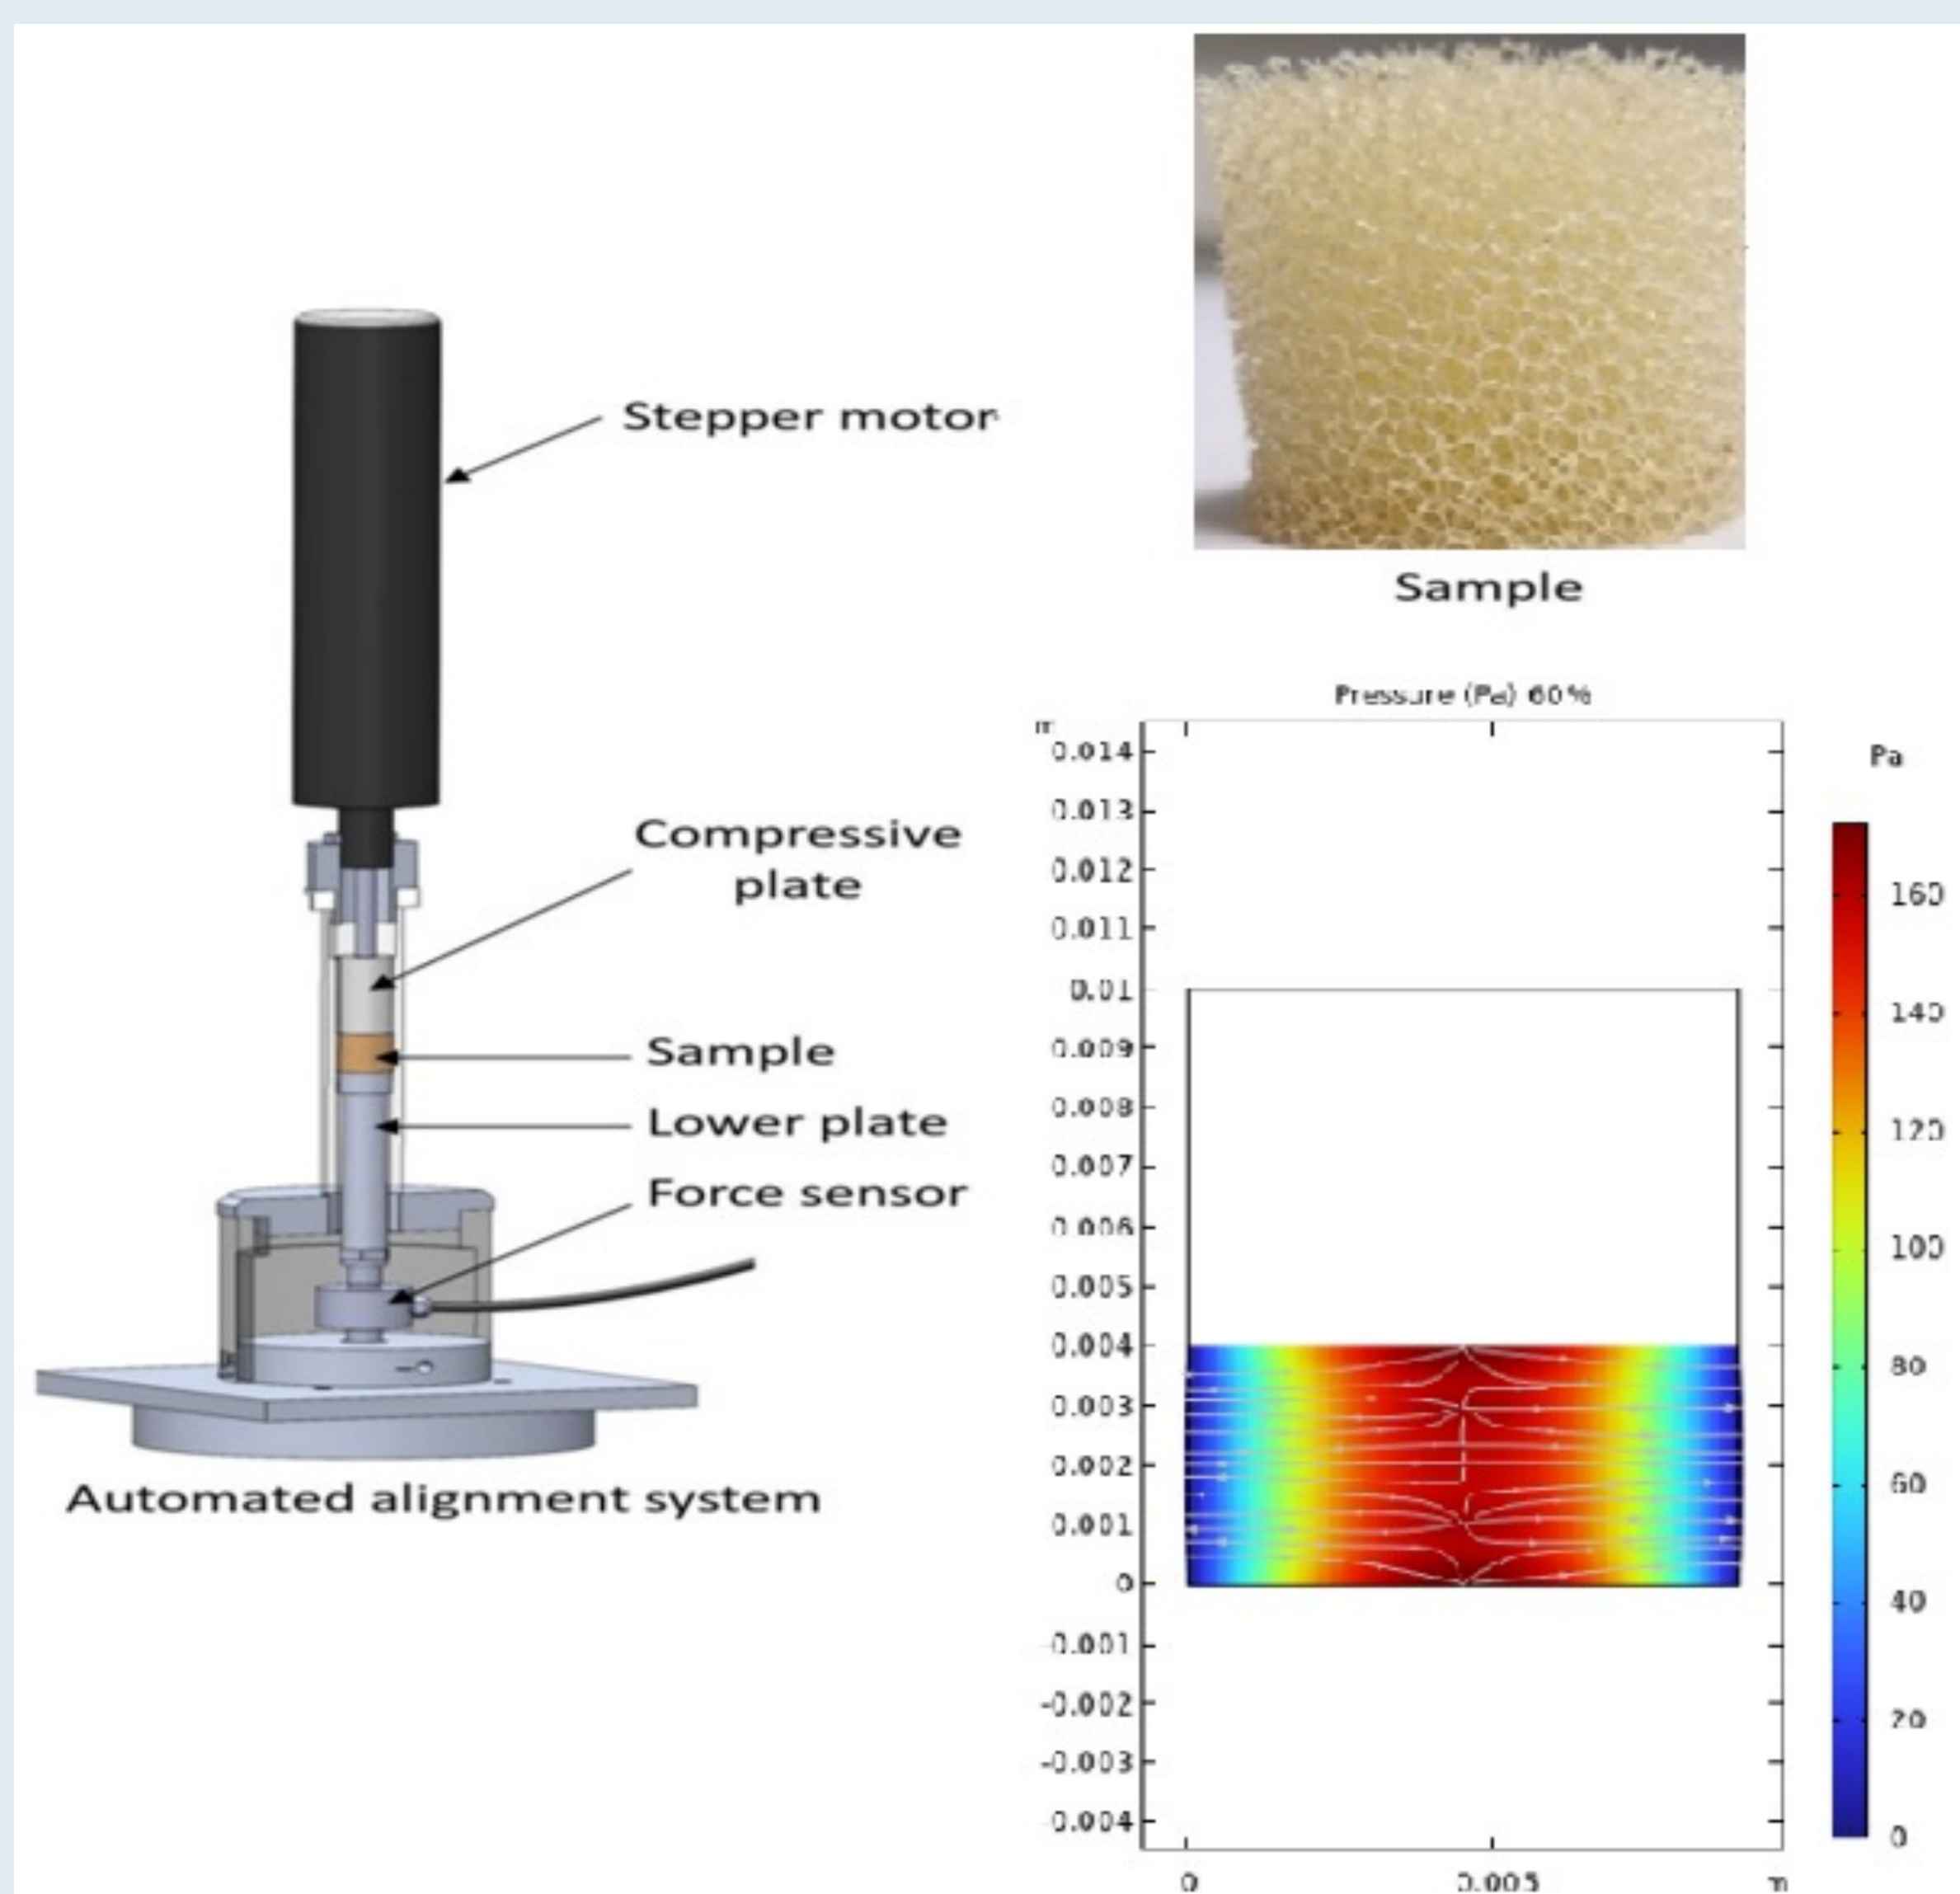 Stepper motor
Compressive
plate
Sample
Lower plate
Force sensor
Automated alignment system
Sample
Pressure (Pa) 60%
m
0.014
0.013
0.012
0.011
0.01
0.009
0.008
0.007
0.006
0.005
0.004
0.003
0.002
0.001
0
-0.001
-0.002
-0.003
-0.004
0
0.005
m
Pa
160
140
120
100
80
60
40
20
0